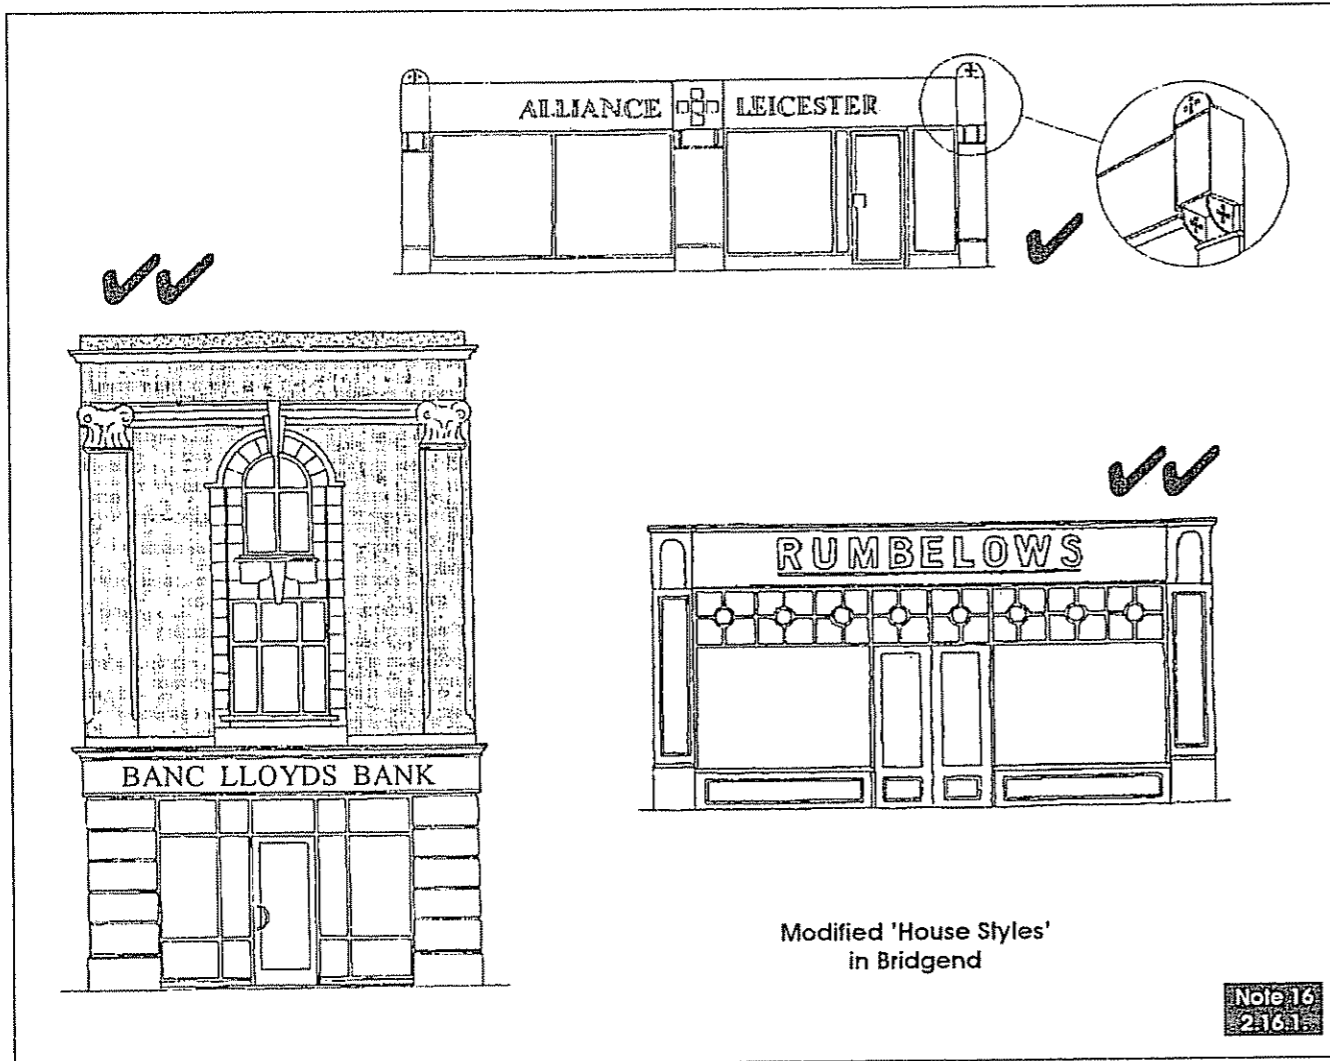 ALLIANCE LEICESTER
RUMBELOWS
BANC LLOYDS BANK
Modified 'House Styles'
in Bridgend
Note 16
2.16.1.